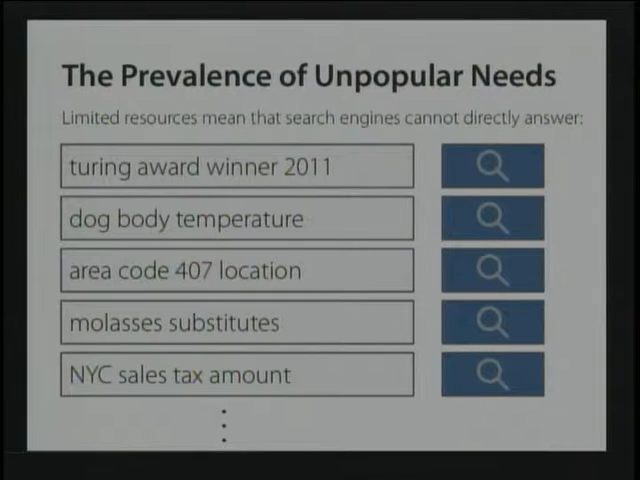 The Prevalence of Unpopular Needs
Limited resources mean that search engines cannot directly answer:
turing award winner 2011
dog body temperature
area code 407 location
molasses substitutes
NYC sales tax amount